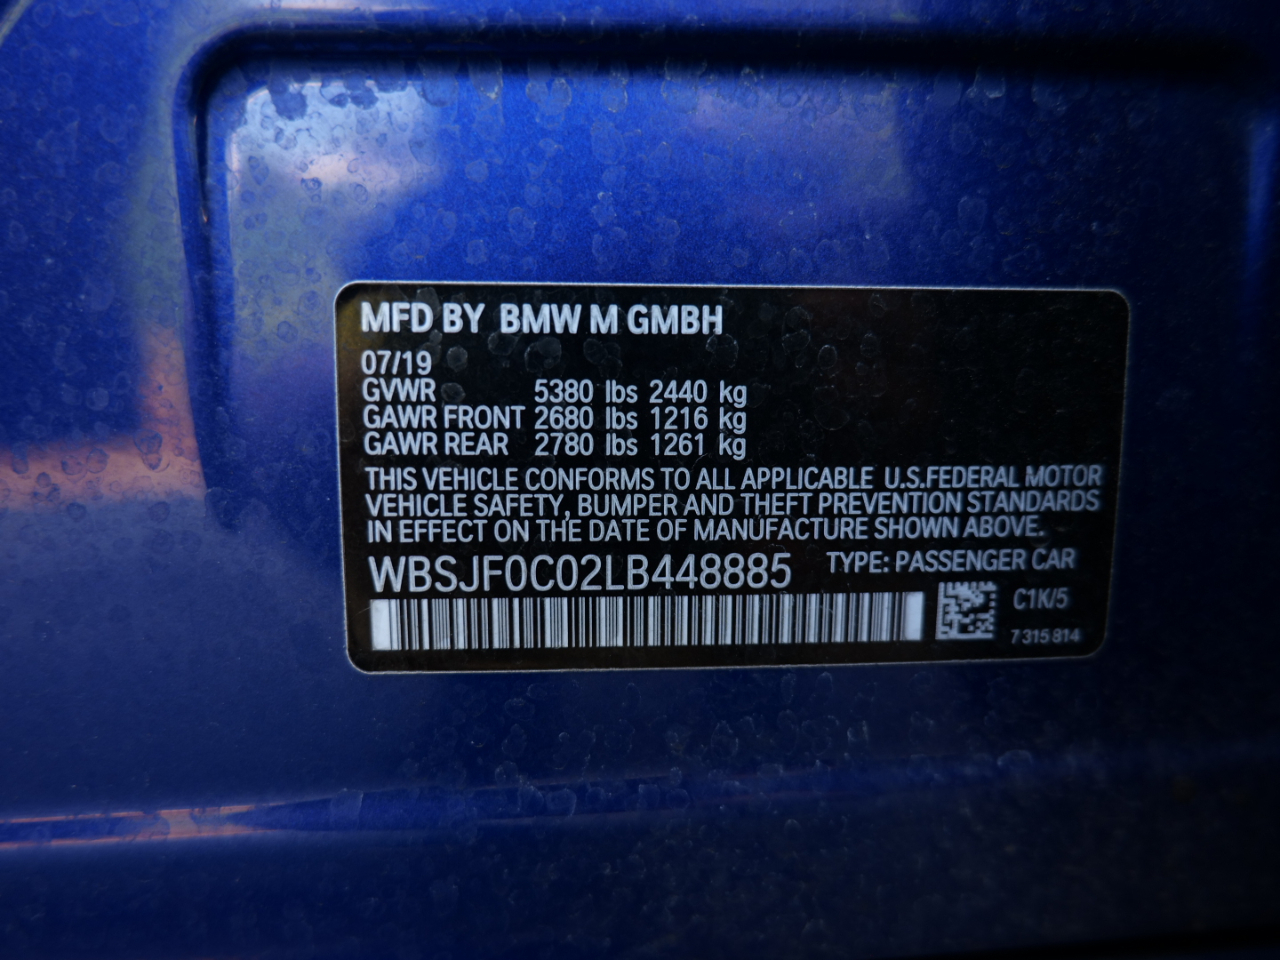 MFD BY BMW M GMBH
07/19
GVWR 5380 lbs 2440 kg
GAWR FRONT 2680 lbs 1216 kg
GAWR REAR 2780 lbs 1261 kg
THIS VEHICLE CONFORMS TO ALL APPLICABLE U.S.FEDERAL MOTOR
VEHICLE SAFETY, BUMPER AND THEFT PREVENTION STANDARDS
IN EFFECT ON THE DATE OF MANUFACTURE SHOWN ABOVE.
WBSJF0C02LB448885 TYPE: PASSENGER CAR
C1K/5
7 315 814